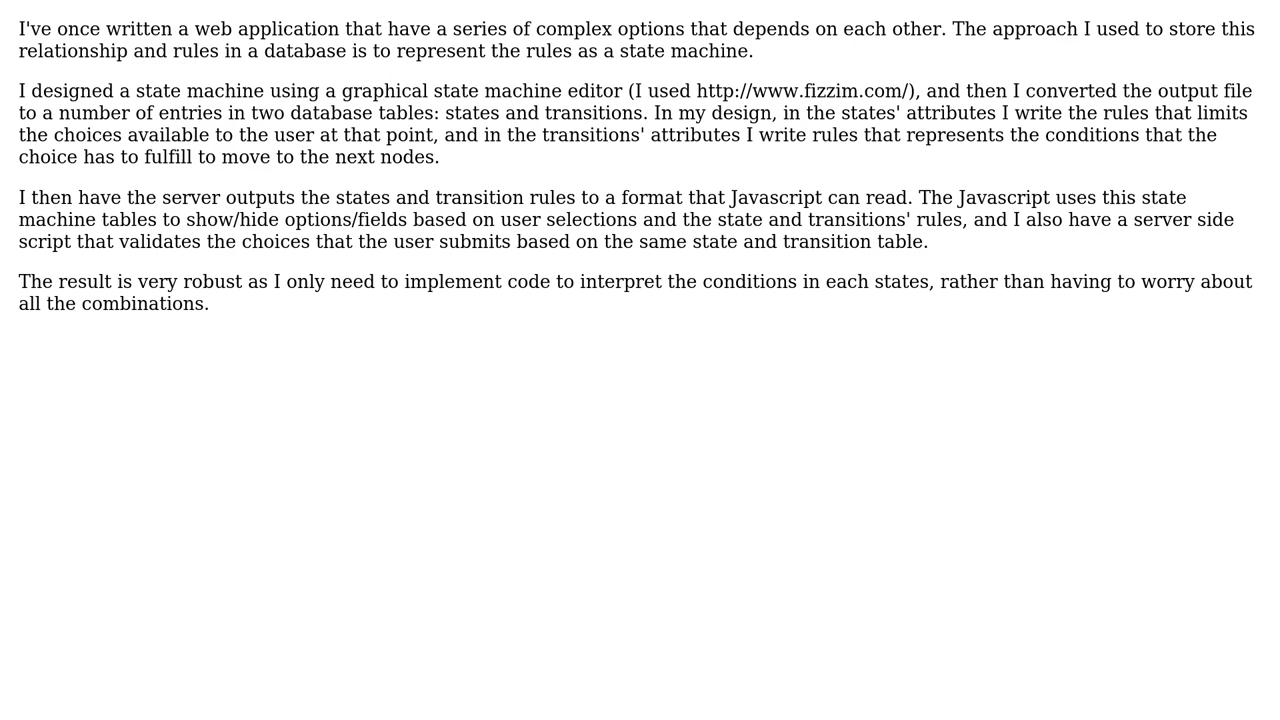 I've once written a web application that have a series of complex options that depends on each other. The approach I used to store this
relationship and rules in a database is to represent the rules as a state machine.
I designed a state machine using a graphical state machine editor (I used http://www.fizzim.com/), and then I converted the output file
to a number of entries in two database tables: states and transitions. In my design, in the states' attributes I write the rules that limits
the choices available to the user at that point, and in the transitions' attributes I write rules that represents the conditions that the
choice has to fulfill to move to the next nodes.
I then have the server outputs the states and transition rules to a format that Javascript can read. The Javascript uses this state
machine tables to show/hide options/fields based on user selections and the state and transitions' rules, and I also have a server side
script that validates the choices that the user submits based on the same state and transition table.
The result is very robust as I only need to implement code to interpret the conditions in each states, rather than having to worry about
all the combinations.